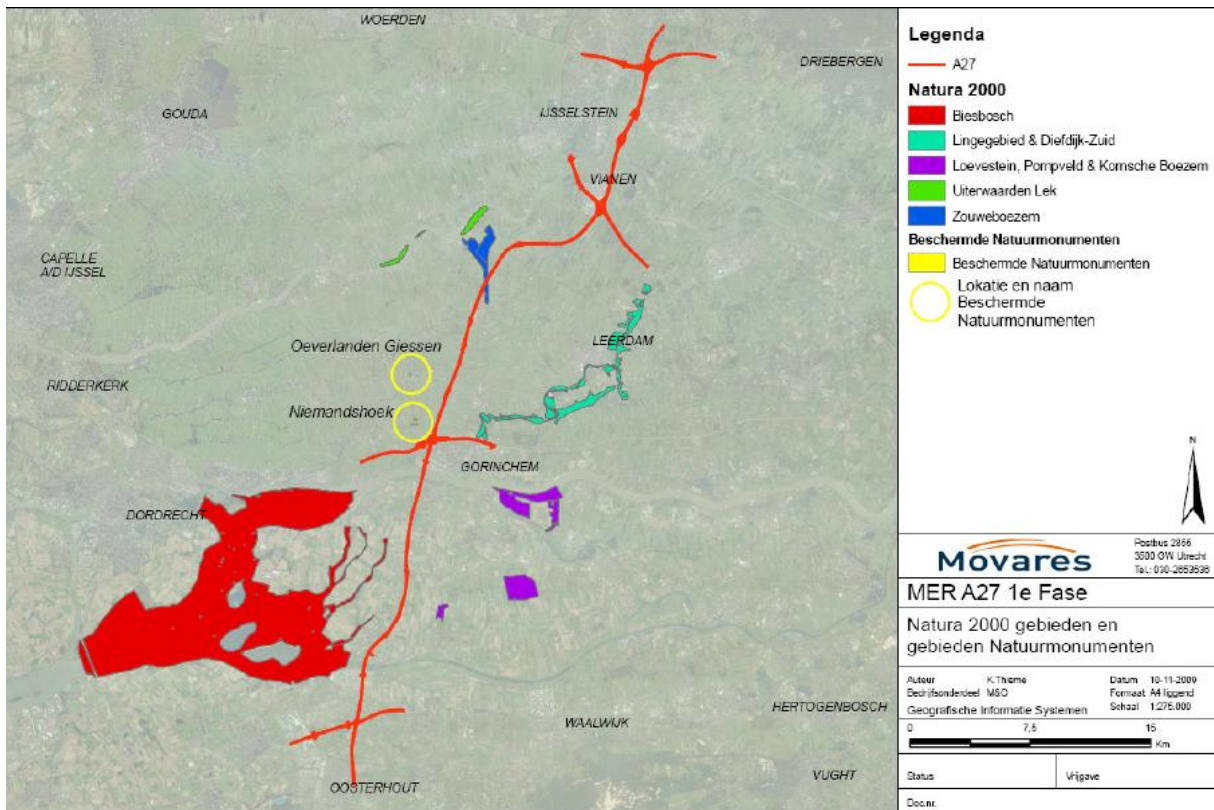 WOERDEN
DRIEBERGEN
GOUDA
IJSSELSTEIN
VIANEN
CAPELLE
A/D IJSSEL
LEERDAM
Oeverlanden Giessen
RIDDERKERK
Niemandshoek
GORINCHEM
DORDRECHT
HERTOGENBOSCH
WAALWIJK
VUGHT
OOSTERHOUT
Legenda
A27
Natura 2000
Biesbosch
Lingegebied & Diefdijk-Zuid
Loevestein, Pompveld & Kornsche Boezem
Uiterwaarden Lek
Zouweboezem
Beschermde Natuurmonumenten
Beschermde Natuurmonumenten
Lokatie en naam
Beschermde
Natuurmonumenten
N
Movares
Postbus 2855
3500 GW Utrecht
Tel.: 030-2653536
MER A27 1e Fase
Natura 2000 gebieden en
gebieden Natuurmonumenten
Auteur K.Thieme Datum 10-11-2009
Bedrijfsonderdeel M&O Formaat A4 liggend
Geografische Informatie Systemen Schaal 1:275.000
0 7,5 15
Km
Status Vrijgave
Doc.nr.